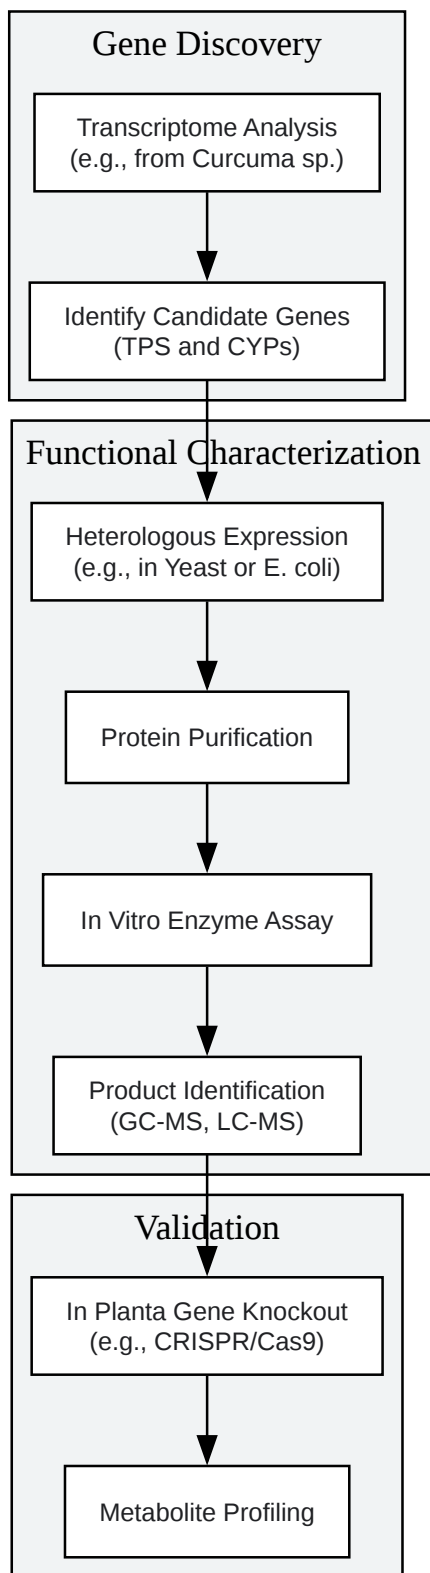 Gene Discovery
Transcriptome Analysis
(e.g., from Curcuma sp.)
Identify Candidate Genes
(TPS and CYPs)
Functional Characterization
Heterologous Expression
(e.g., in Yeast or E. coli)
Protein Purification
In Vitro Enzyme Assay
Product Identification
(GC-MS, LC-MS)
Validation
In Planta Gene Knockout
(e.g., CRISPR/Cas9)
Metabolite Profiling